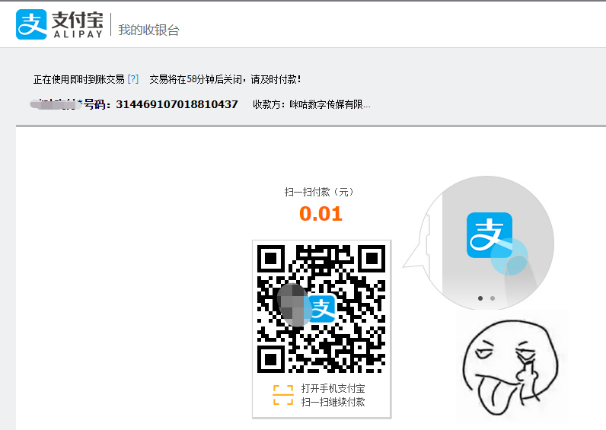 支付宝 我的收银台
ALIPAY
正在使用即时到账交易 [?] 交易将在58分钟后关闭，请及时付款！
号码：314469107018810437 收款方：咪咕数字传媒有限...
扫一扫付款（元）
0.01
支
支
打开手机支付宝
扫一扫继续付款